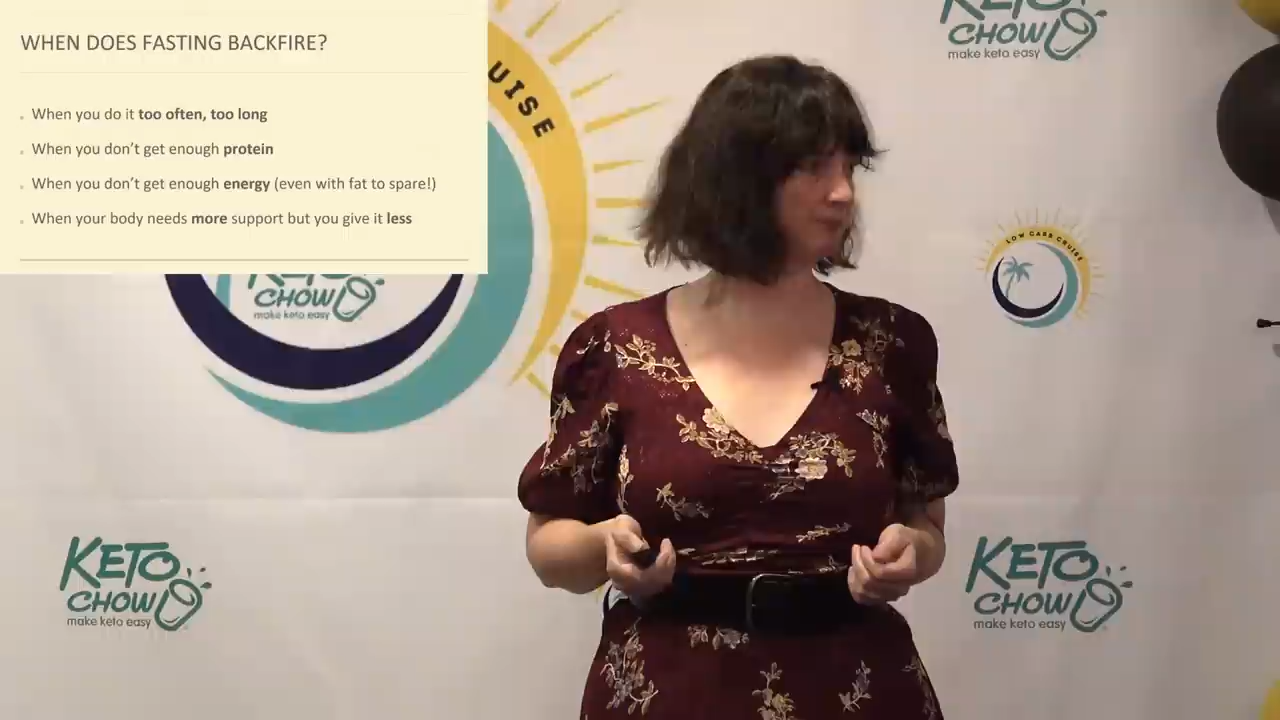 WHEN DOES FASTING BACKFIRE?
When you do it too often, too long
When you don't get enough protein
When you don't get enough energy (even with fat to spare!)
When your body needs more support but you give it less
UISE
KETO
CHOW
make keto easy
KETO
CHOW
make keto easy
LOW CARB CRUISE
KETO
CHOW
make keto easy
KETO
CHOW
make keto easy